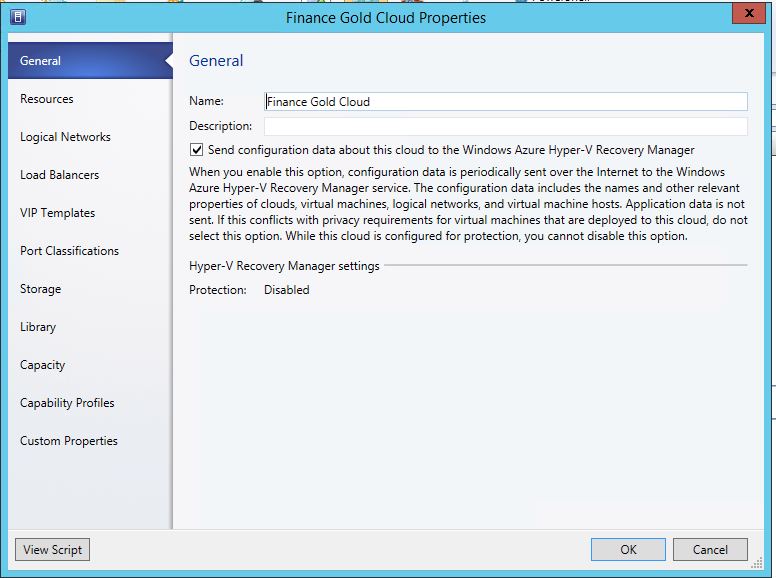 Finance Gold Cloud Properties
x
General
Resources
Logical Networks
Load Balancers
VIP Templates
Port Classifications
Storage
Library
Capacity
Capability Profiles
Custom Properties
General
Name: Finance Gold Cloud
Description:
Send configuration data about this cloud to the Windows Azure Hyper-V Recovery Manager
When you enable this option, configuration data is periodically sent over the Internet to the Windows
Azure Hyper-V Recovery Manager service. The configuration data includes the names and other relevant
properties of clouds, virtual machines, logical networks, and virtual machine hosts. Application data is not
sent. If this conflicts with privacy requirements for virtual machines that are deployed to this cloud, do not
select this option. While this cloud is configured for protection, you cannot disable this option.
Hyper-V Recovery Manager settings
Protection: Disabled
View Script
OK
Cancel